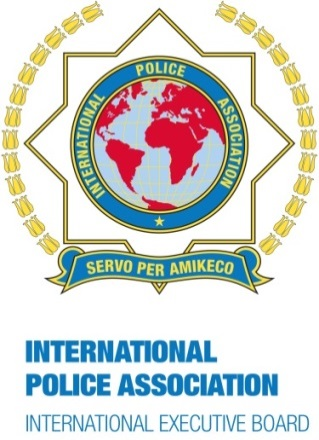 INTERNATIONAL POLICE ASSOCIATION
SERVO PER AMIKECO
INTERNATIONAL
POLICE ASSOCIATION
INTERNATIONAL EXECUTIVE BOARD